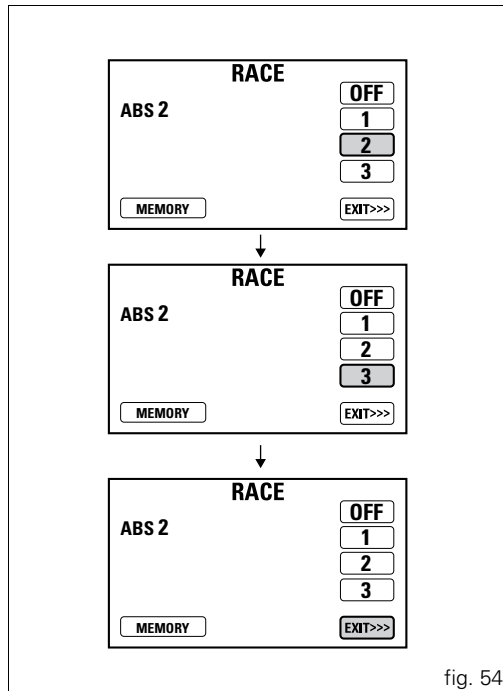 RACE
ABS 2
OFF
1
2
3
MEMORY
EXIT>>>
RACE
ABS 2
OFF
1
2
3
MEMORY
EXIT>>>
RACE
ABS 2
OFF
1
2
3
MEMORY
EXIT>>>
fig. 54